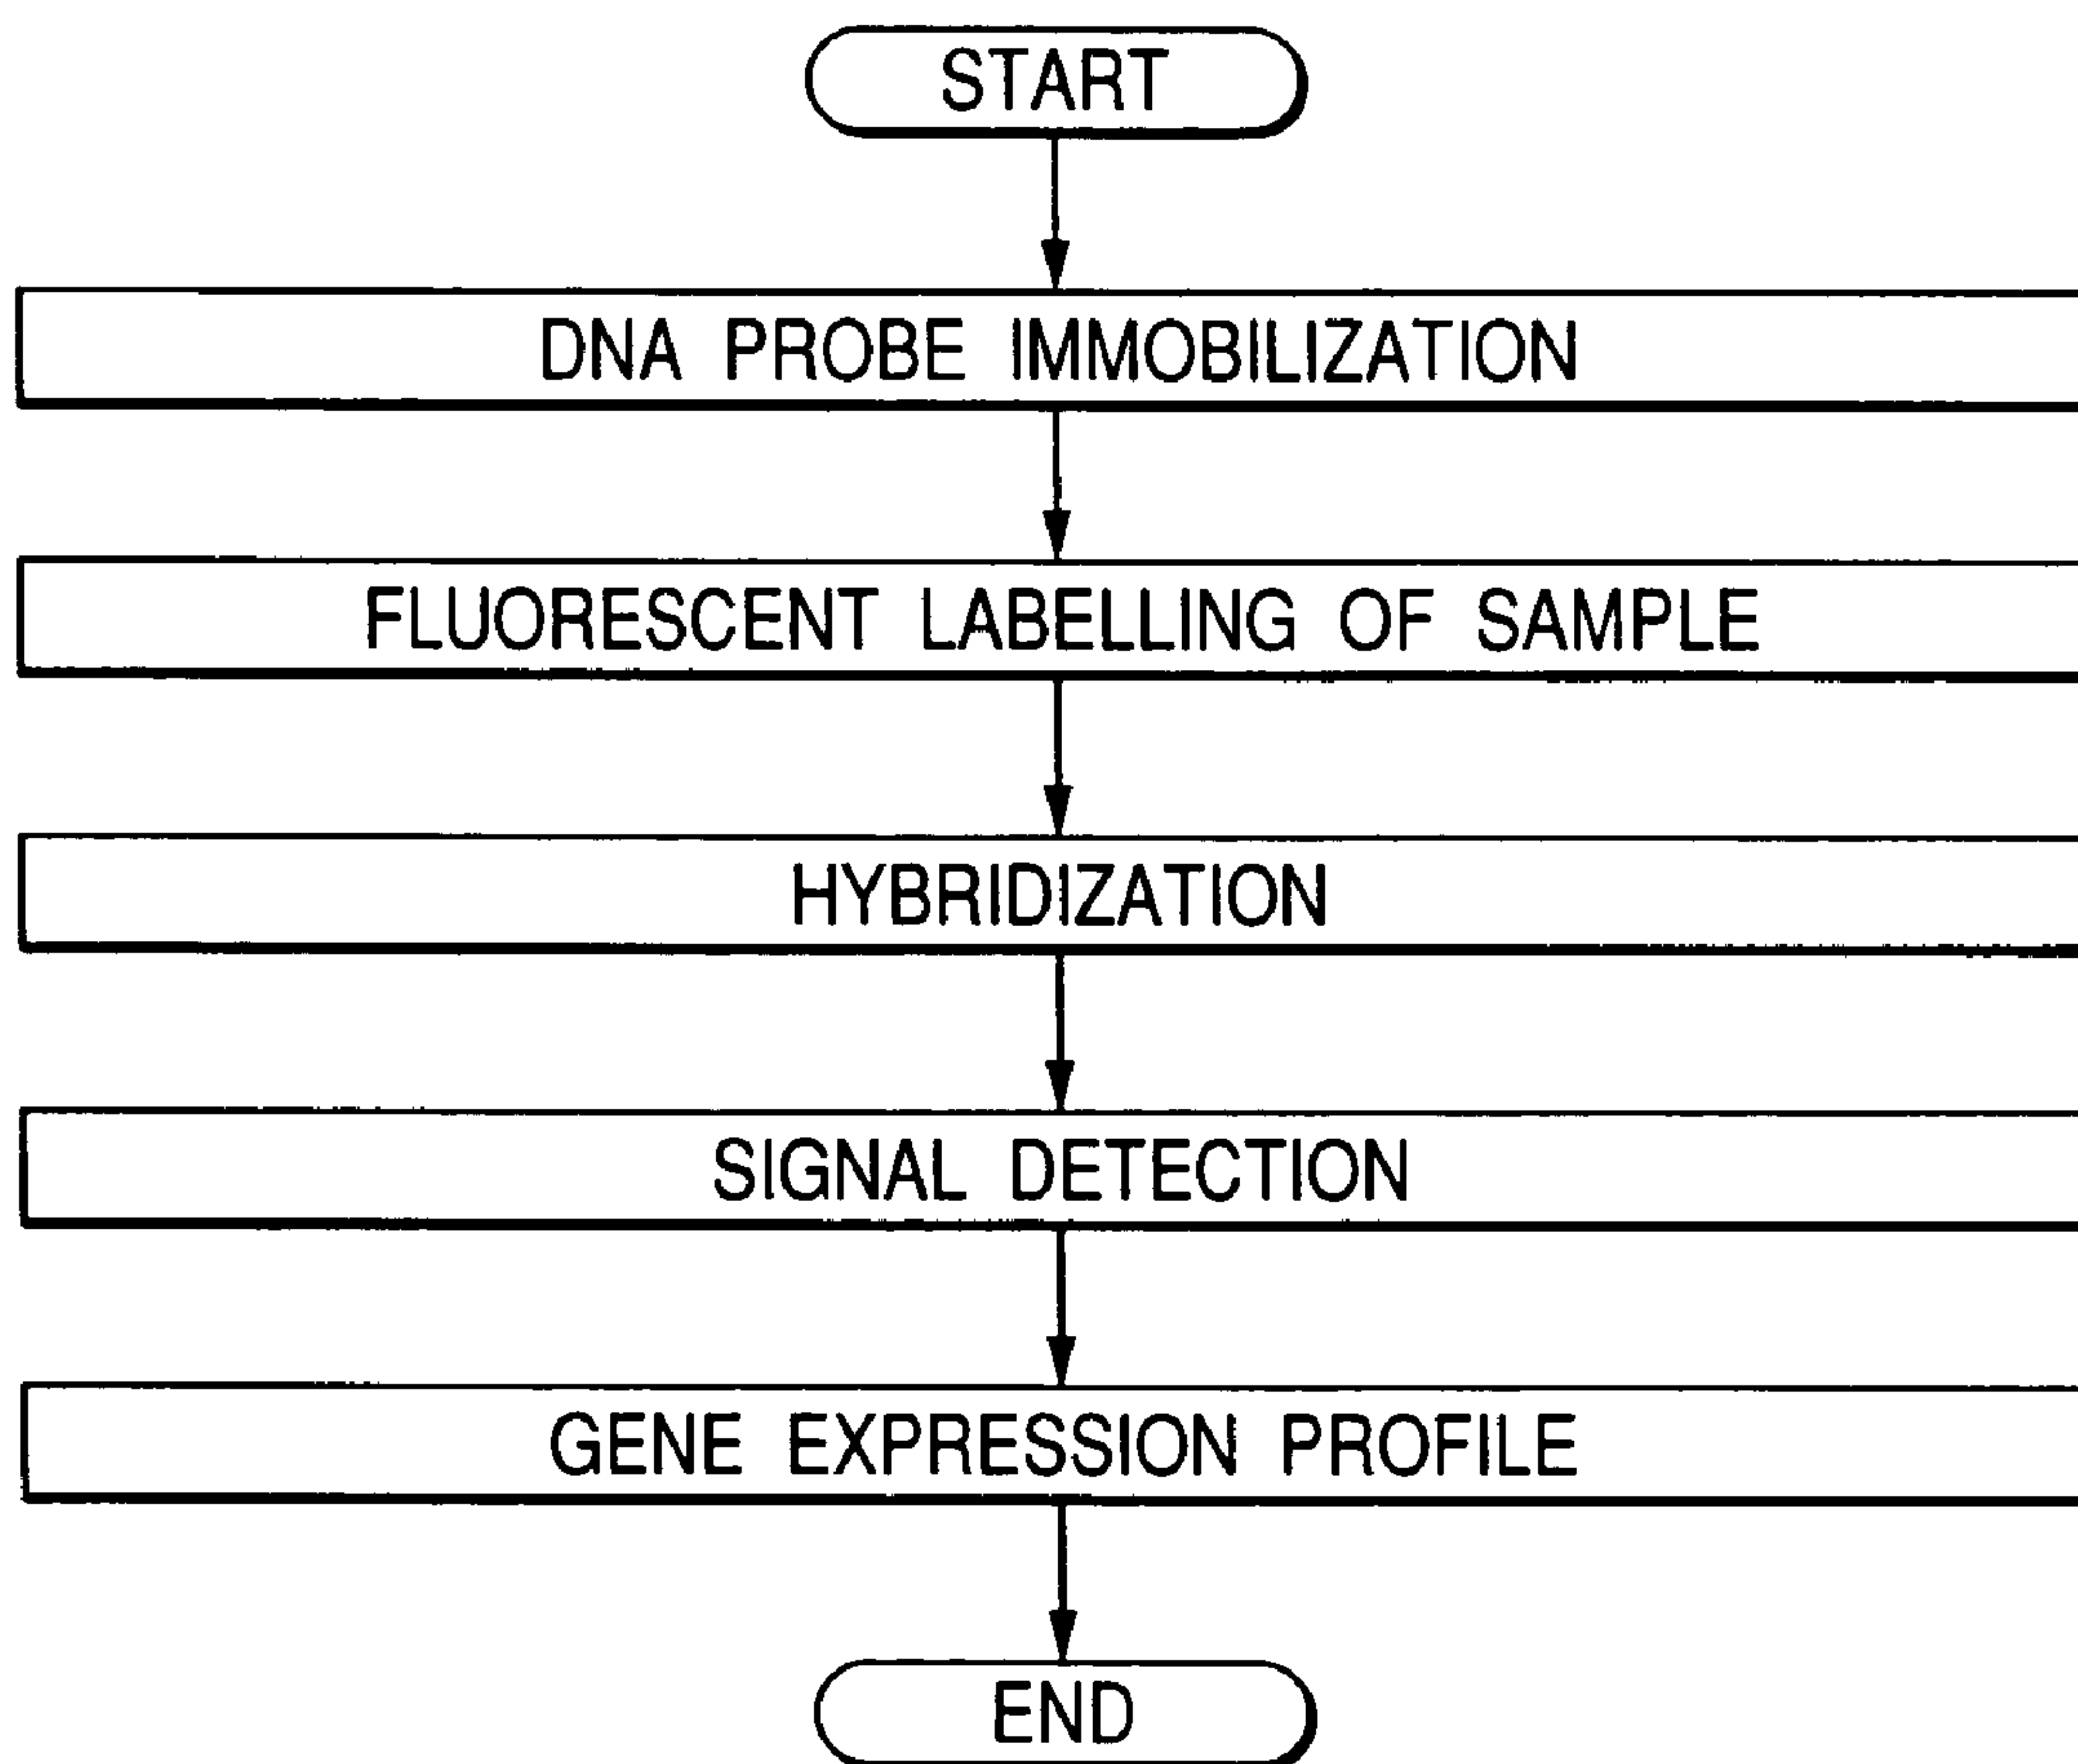 START
DNA PROBE IMMOBILIZATION
FLUORESCENT LABELLING OF SAMPLE
HYBRIDIZATION
SIGNAL DETECTION
GENE EXPRESSION PROFILE
END